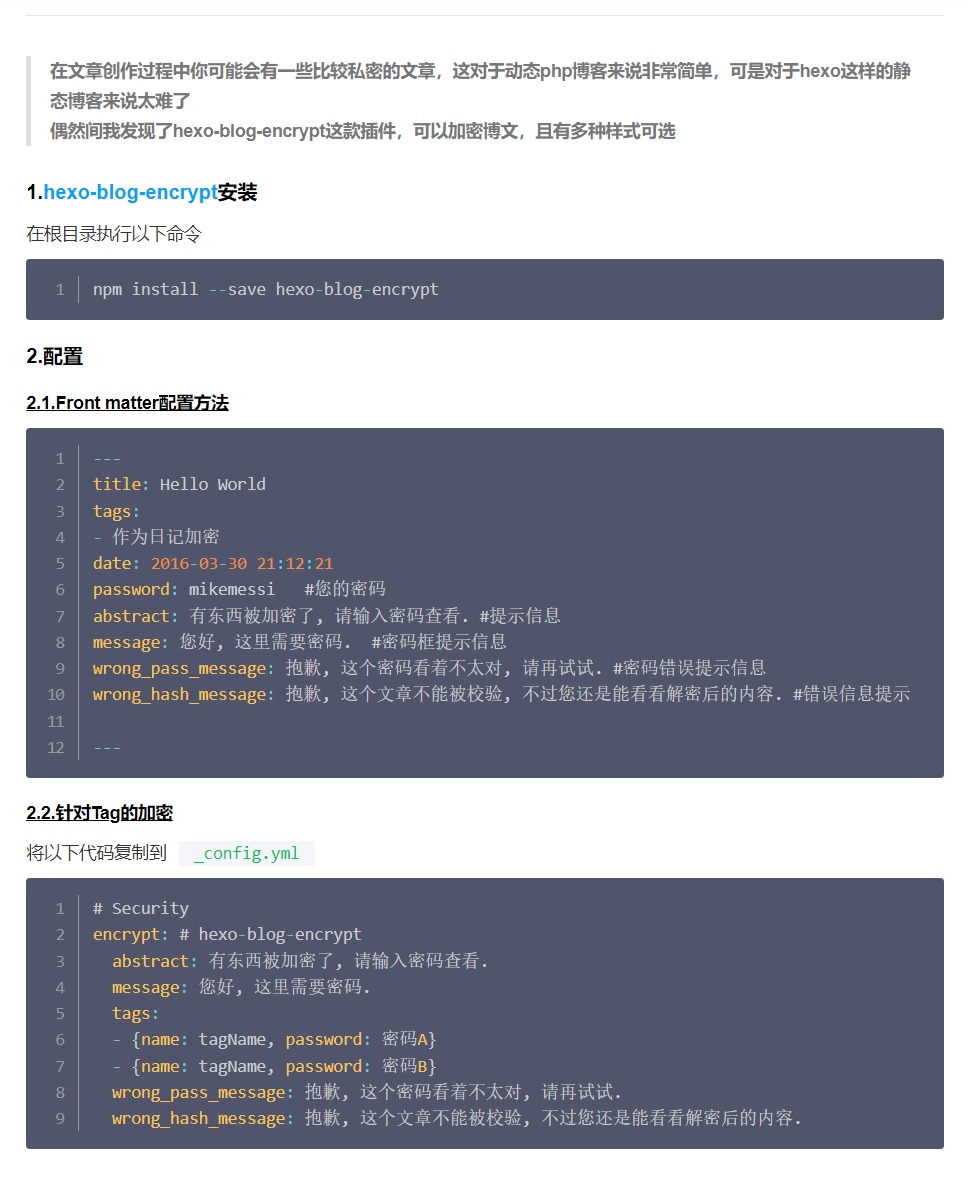 在文章创作过程中你可能会有一些比较私密的文章，这对于动态php博客来说非常简单，可是对于hexo这样的静
态博客来说太难了
偶然间我发现了hexo-blog-encrypt这款插件，可以加密博文，且有多种样式可选
1.hexo-blog-encrypt安装
在根目录执行以下命令
1 npm install --save hexo-blog-encrypt
2.配置
2.1.Front matter配置方法
1 ---
2 title: Hello World
3 tags:
4 - 作为日记加密
5 date: 2016-03-30 21:12:21
6 password: mikemessi   #您的密码
7 abstract: 有东西被加密了, 请输入密码查看. #提示信息
8 message: 您好, 这里需要密码.  #密码框提示信息
9 wrong_pass_message: 抱歉, 这个密码看着不太对, 请再试试. #密码错误提示信息
10 wrong_hash_message: 抱歉, 这个文章不能被校验, 不过您还是能看看解密后的内容. #错误信息提示
11
12 ---
2.2.针对Tag的加密
将以下代码复制到 _config.yml
1 # Security
2 encrypt: # hexo-blog-encrypt
3   abstract: 有东西被加密了, 请输入密码查看.
4   message: 您好, 这里需要密码.
5   tags:
6   - {name: tagName, password: 密码A}
7   - {name: tagName, password: 密码B}
8   wrong_pass_message: 抱歉, 这个密码看着不太对, 请再试试.
9   wrong_hash_message: 抱歉, 这个文章不能被校验, 不过您还是能看看解密后的内容.